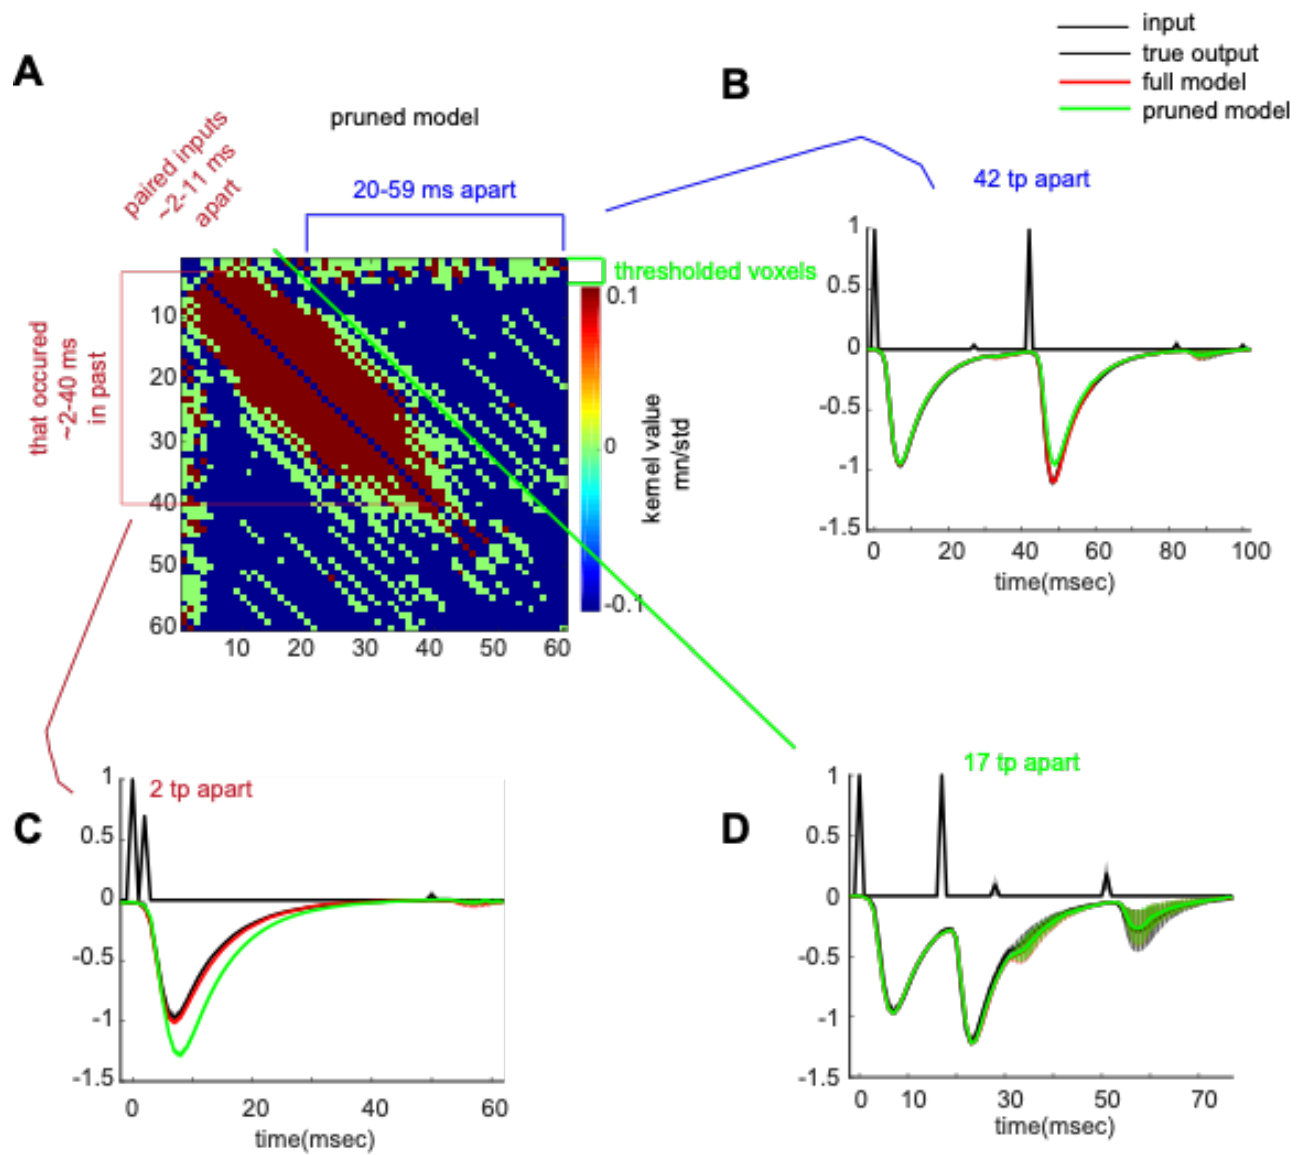 input
true output
full model
pruned model
A
B
pruned model
paired inputs
~2-11 ms
apart
20-59 ms apart
42 tp apart
thresholded voxels
that occured
~2-40 ms
in past
10
20
30
40
50
60
10 20 30 40 50 60
0.1
0
-0.1
kernel value
mn/std
1
0.5
0
-0.5
-1
-1.5
0 20 40 60 80 100
time(msec)
C
2 tp apart
1
0.5
0
-0.5
-1
-1.5
0 20 40 60
time(msec)
D
17 tp apart
1
0.5
0
-0.5
-1
-1.5
0 10 30 50 70
time(msec)